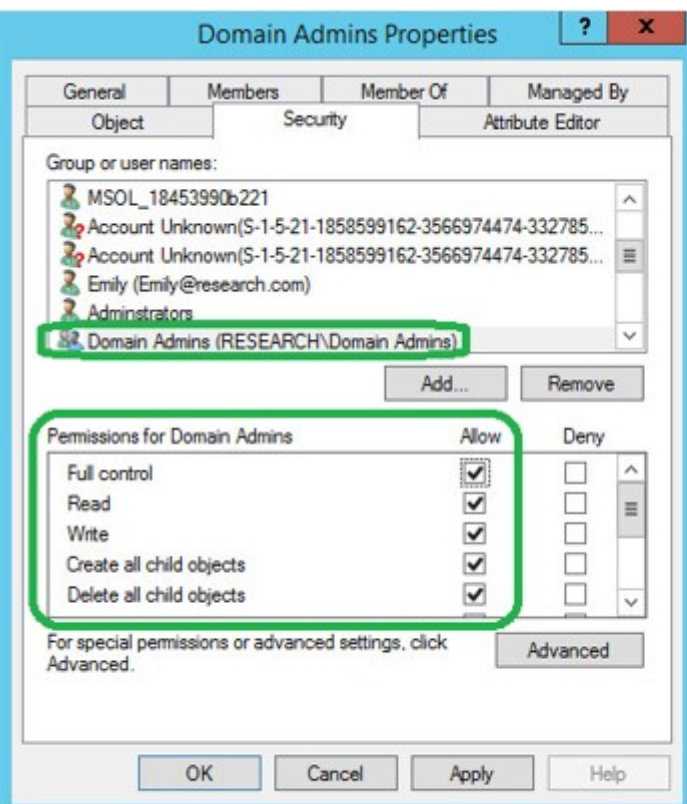 Domain Admins Properties
? x
General Members Member Of Managed By
Object Security Attribute Editor
Group or user names:
MSOL_18453990b221
Account Unknown(S-1-5-21-1858599162-3566974474-332785...
Account Unknown(S-1-5-21-1858599162-3566974474-332785...
Emily (Emily@research.com)
Adminstrators
Domain Admins (RESEARCH\Domain Admins)
Add... Remove
Permissions for Domain Admins Allow Deny
Full control
Read
Write
Create all child objects
Delete all child objects
For special permissions or advanced settings, click
Advanced.
Advanced
OK Cancel Apply Help